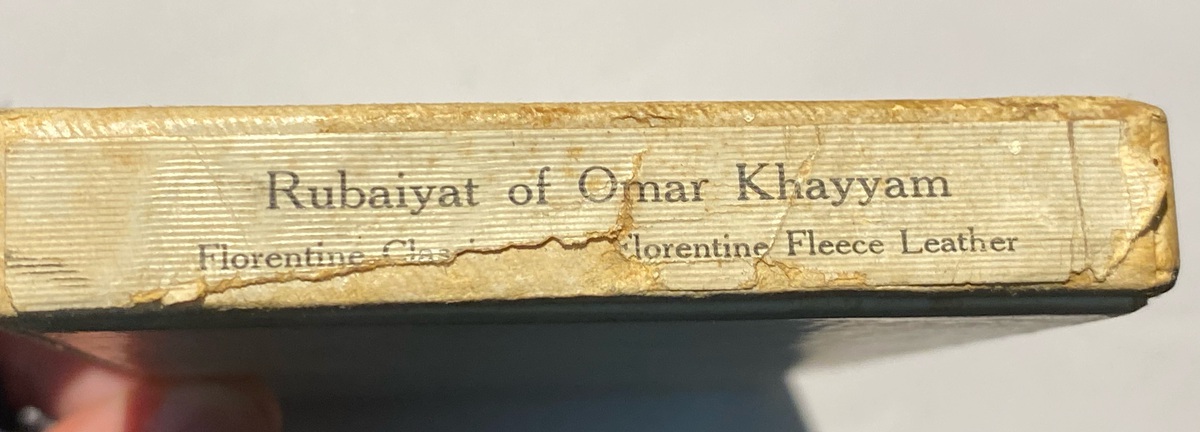 Rubaiyat of Omar Khayyam
Florentine Florentine Fleece Leather